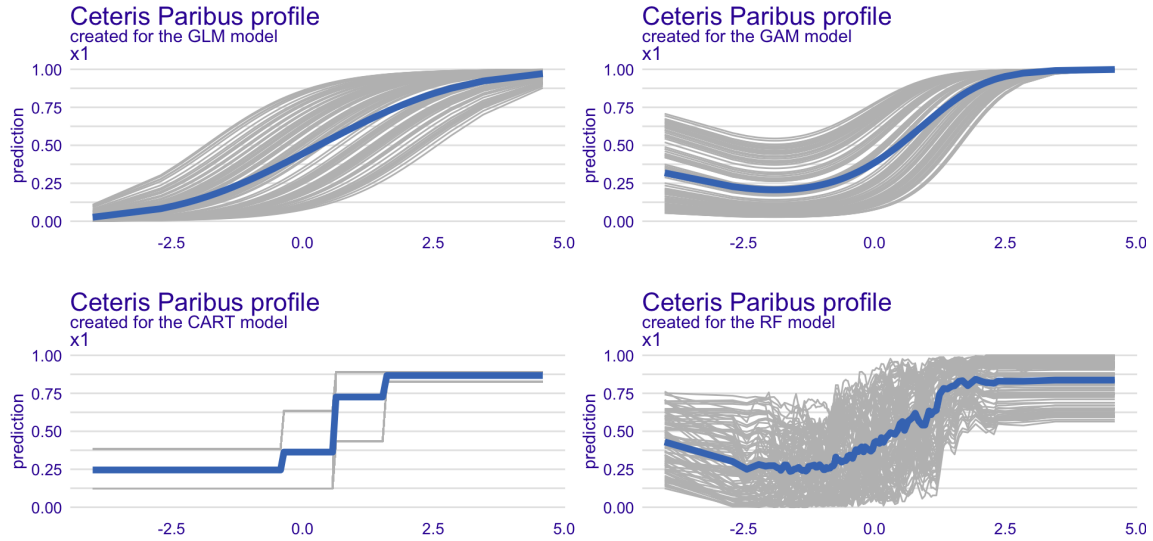 Ceteris Paribus profile
created for the GLM model
x1
1.00
0.75
0.50
0.25
0.00
prediction
-2.5 0.0 2.5 5.0
Ceteris Paribus profile
created for the GAM model
x1
1.00
0.75
0.50
0.25
0.00
prediction
-2.5 0.0 2.5 5.0
Ceteris Paribus profile
created for the CART model
x1
1.00
0.75
0.50
0.25
0.00
prediction
-2.5 0.0 2.5 5.0
Ceteris Paribus profile
created for the RF model
x1
1.00
0.75
0.50
0.25
0.00
prediction
-2.5 0.0 2.5 5.0